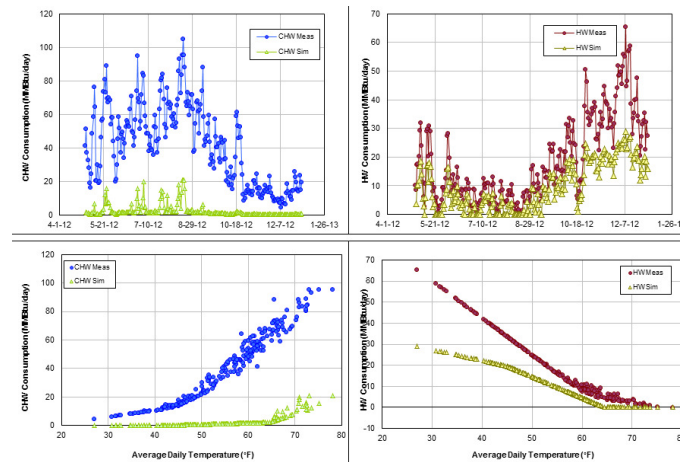 CHW Consumption (MMBtu/day)
120
100
80
60
40
20
0
CHW Meas
CHW Sim
4-1-12 5-21-12 7-10-12 8-29-12 10-18-12 12-7-12 1-26-13
HW Consumption (MMBtu/day)
70
60
50
40
30
20
10
0
HW Meas
HW Sim
4-1-12 5-21-12 7-10-12 8-29-12 10-18-12 12-7-12 1-26-13
CHW Consumption (MMBtu/day)
120
100
80
60
40
20
0
CHW Meas
CHW Sim
20 30 40 50 60 70 80
Average Daily Temperature (°F)
HW Consumption (MMBtu/day)
70
60
50
40
30
20
10
0
HW Meas
HW Sim
20 30 40 50 60 70 80
Average Daily Temperature (°F)